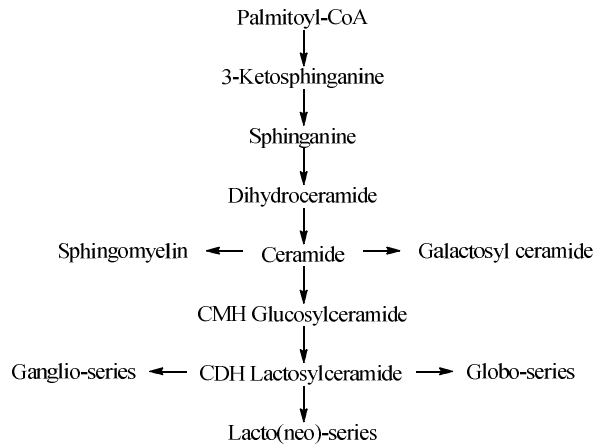 Palmitoyl-CoA
3-Ketosphinganine
Sphinganine
Dihydroceramide
Sphingomyelin Ceramide Galactosyl ceramide
CMH Glucosylceramide
Ganglio-series CDH Lactosylceramide Globo-series
Lacto(neo)-series